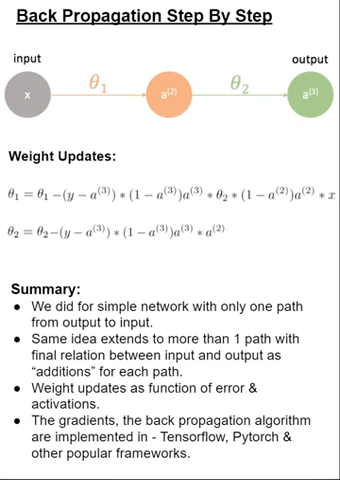 Back Propagation Step By Step
input
output
θ₁
θ₂
x
a⁽²⁾
a⁽³⁾
Weight Updates:
θ₁ = θ₁ −(y − a⁽³⁾) ∗ (1 − a⁽³⁾)a⁽³⁾ ∗ θ₂ ∗ (1 − a⁽²⁾)a⁽²⁾ ∗ x
θ₂ = θ₂−(y − a⁽³⁾) ∗ (1 − a⁽³⁾)a⁽³⁾ ∗ a⁽²⁾
Summary:
● We did for simple network with only one path
from output to input.
● Same idea extends to more than 1 path with
final relation between input and output as
“additions” for each path.
● Weight updates as function of error &
activations.
● The gradients, the back propagation algorithm
are implemented in - Tensorflow, Pytorch &
other popular frameworks.